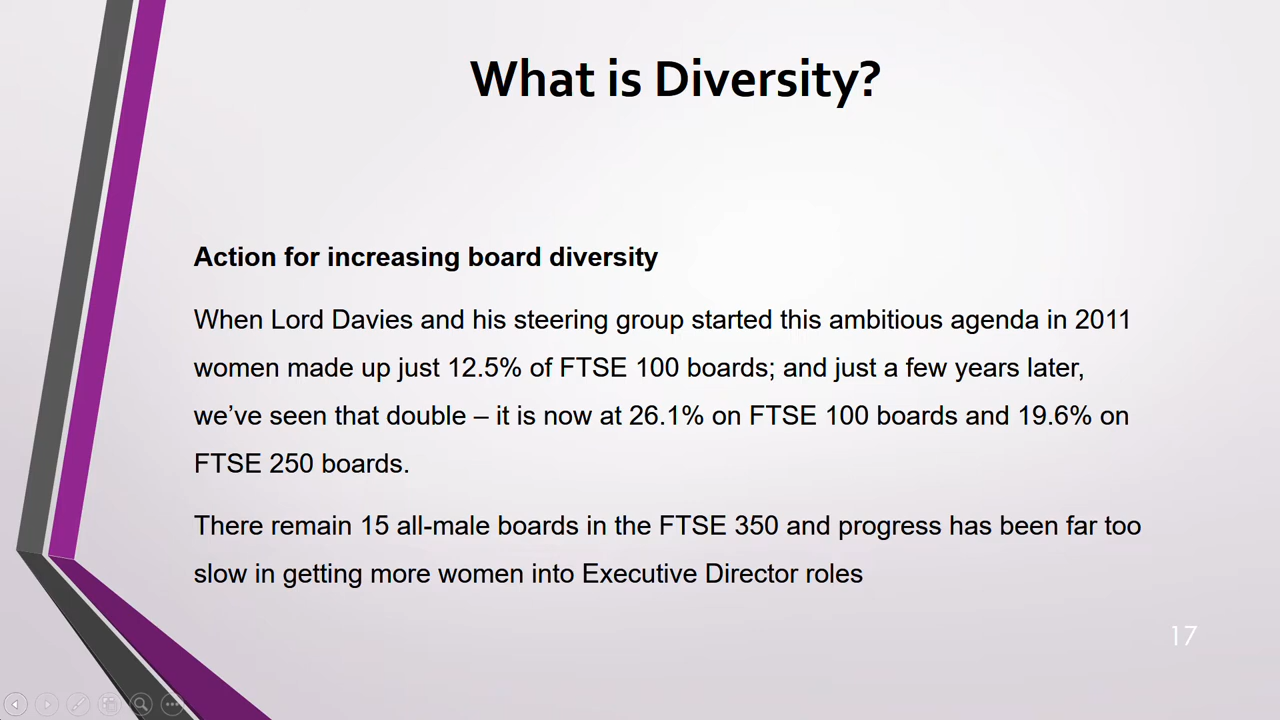 What is Diversity?
Action for increasing board diversity
When Lord Davies and his steering group started this ambitious agenda in 2011
women made up just 12.5% of FTSE 100 boards; and just a few years later,
we’ve seen that double – it is now at 26.1% on FTSE 100 boards and 19.6% on
FTSE 250 boards.
There remain 15 all-male boards in the FTSE 350 and progress has been far too
slow in getting more women into Executive Director roles
17